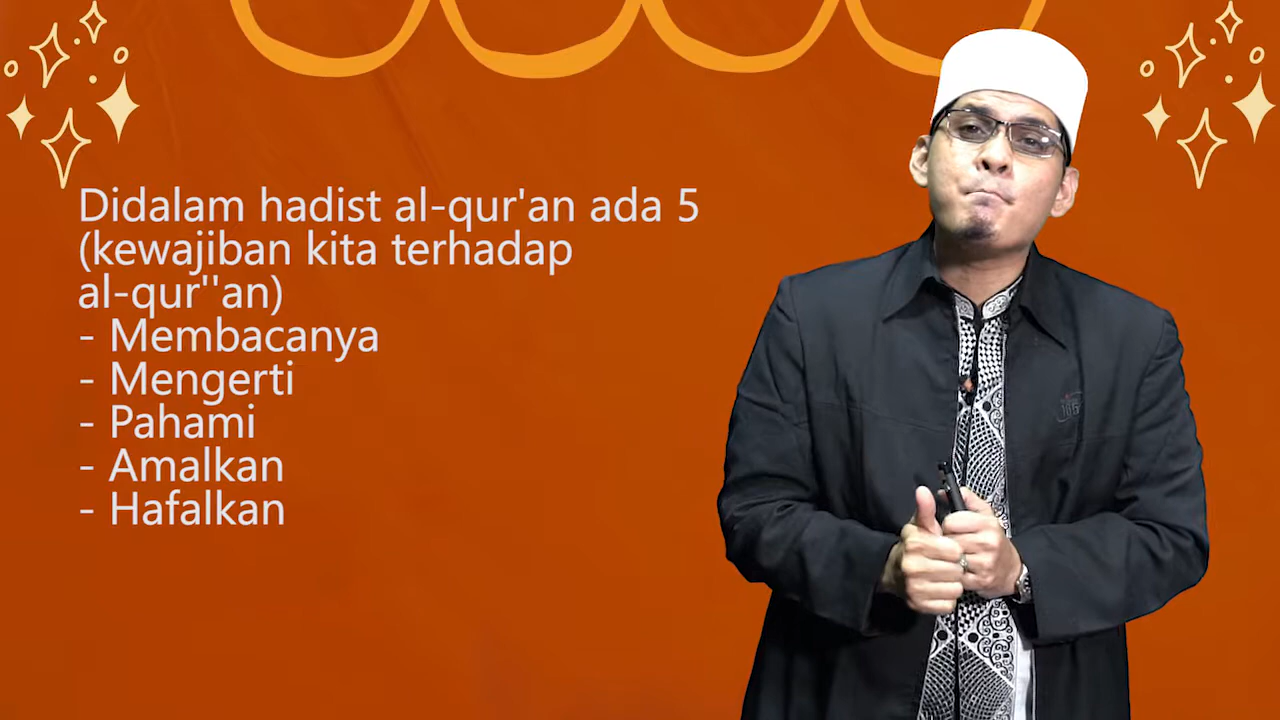 Didalam hadist al-qur'an ada 5
(kewajiban kita terhadap
al-qur''an)
- Membacanya
- Mengerti
- Pahami
- Amalkan
- Hafalkan